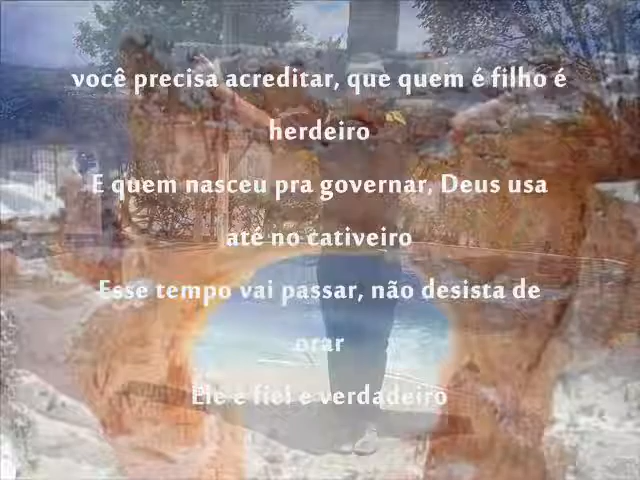 você precisa acreditar, que quem é filho é
herdeiro
E quem nasceu pra governar, Deus usa
até no cativeiro
Esse tempo vai passar, não desista de
orar
Ele é fiel e verdadeiro